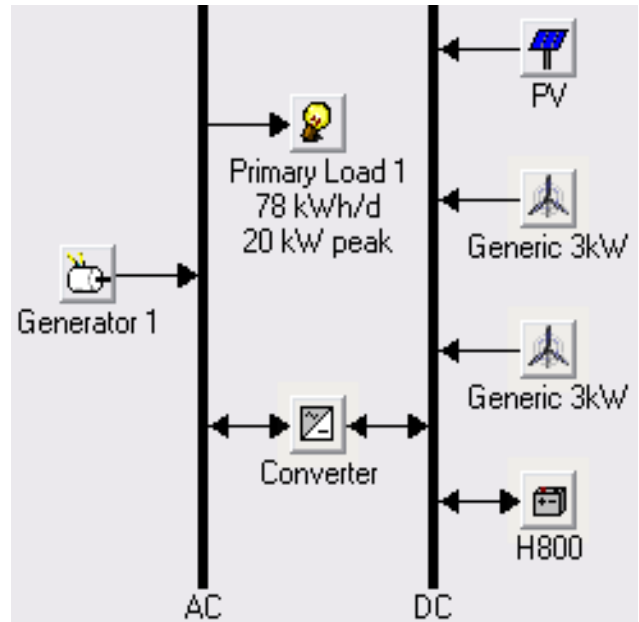 PV
Primary Load 1
78 kWh/d
20 kW peak
Generic 3kW
Generator 1
Generic 3kW
Converter
H800
AC
DC